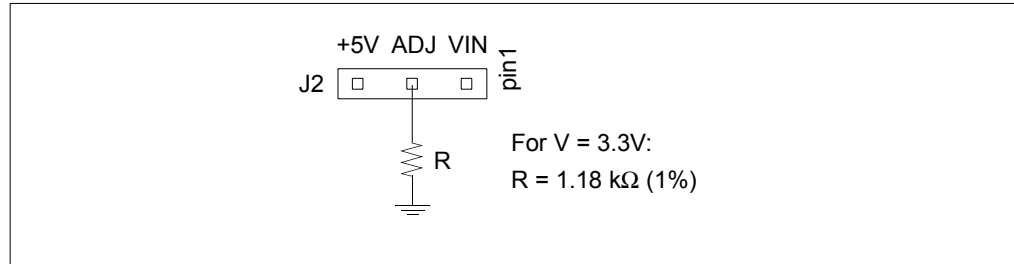 +5V ADJ VIN
pin1
J2
R
For V = 3.3V:
R = 1.18 kΩ (1%)